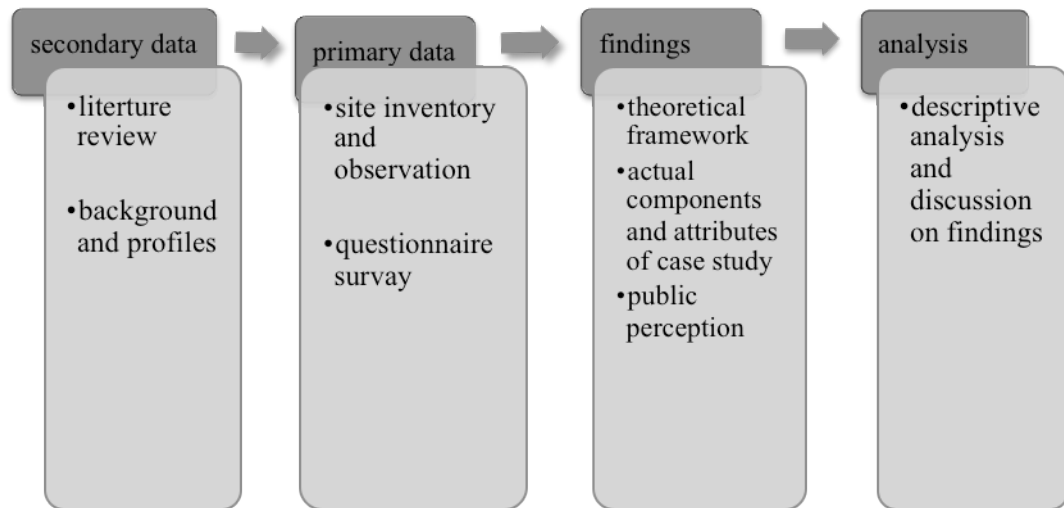 secondary data
•literture
review
•background
and profiles
primary data
•site inventory
and
observation
•questionnaire
survay
findings
•theoretical
framework
•actual
components
and attributes
of case study
•public
perception
analysis
•descriptive
analysis
and
discussion
on findings